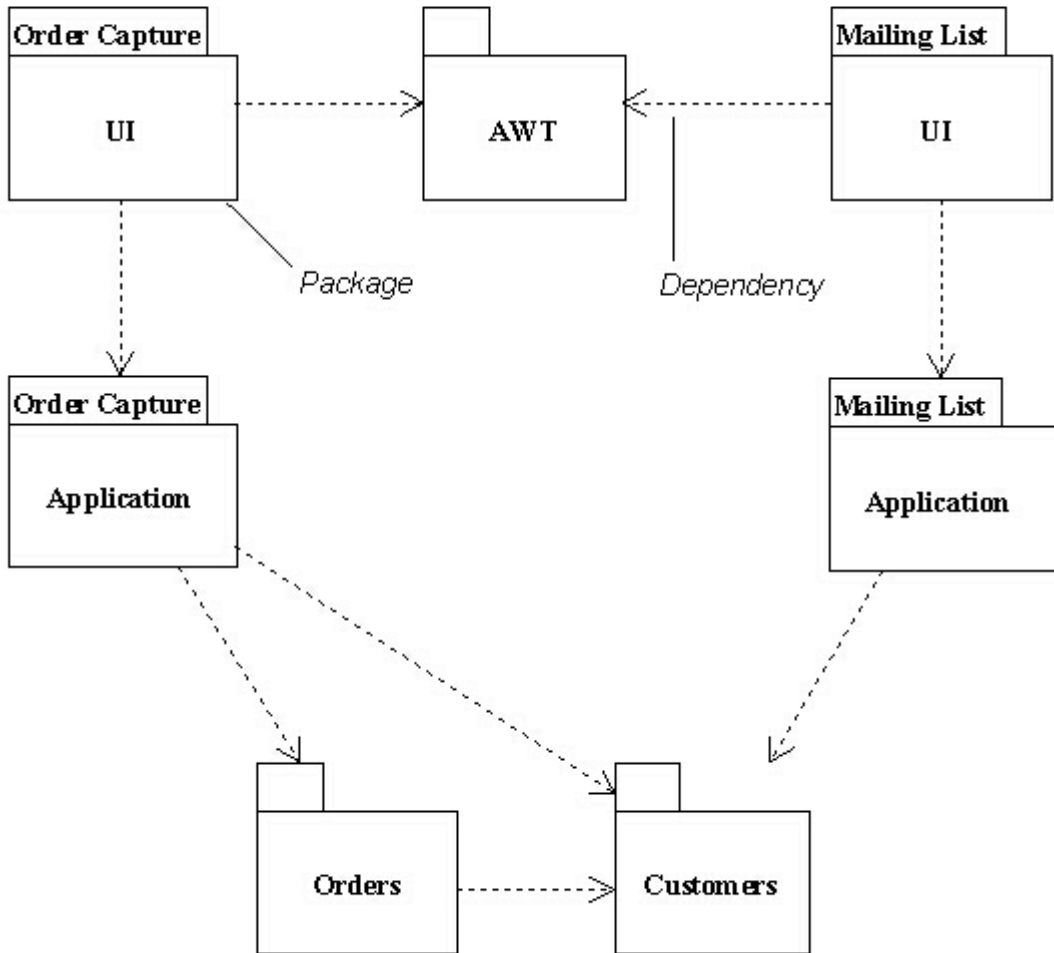 Order Capture
Mailing List
UI
AWT
UI
Package
Dependency
Order Capture
Mailing List
Application
Application
Orders
Customers